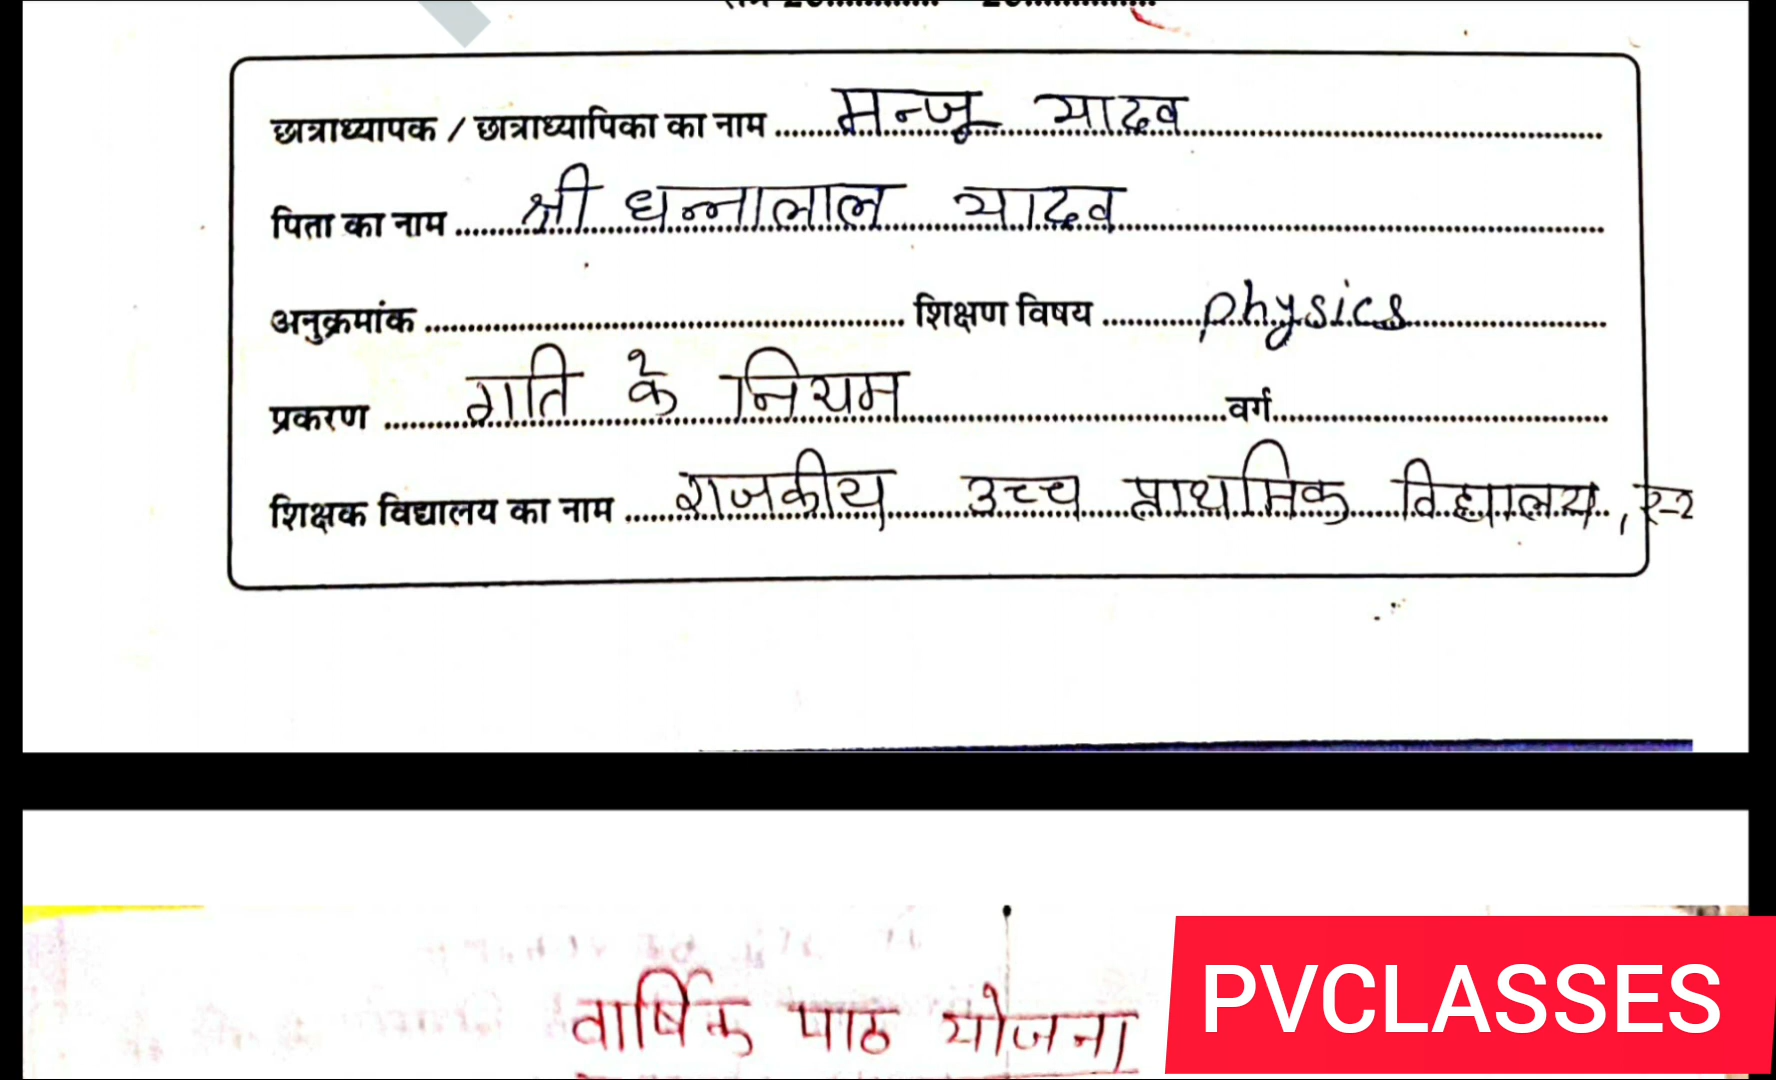 छात्राध्यापक / छात्राध्यापिका का नाम मन्जू यादव
पिता का नाम श्री धन्नालाल यादव
अनुक्रमांक शिक्षण विषय physics
प्रकरण गति के नियम वर्ग
शिक्षक विद्यालय का नाम राजकीय उच्च प्राथमिक विद्यालय,
वार्षिक पाठ योजना
PVCLASSES